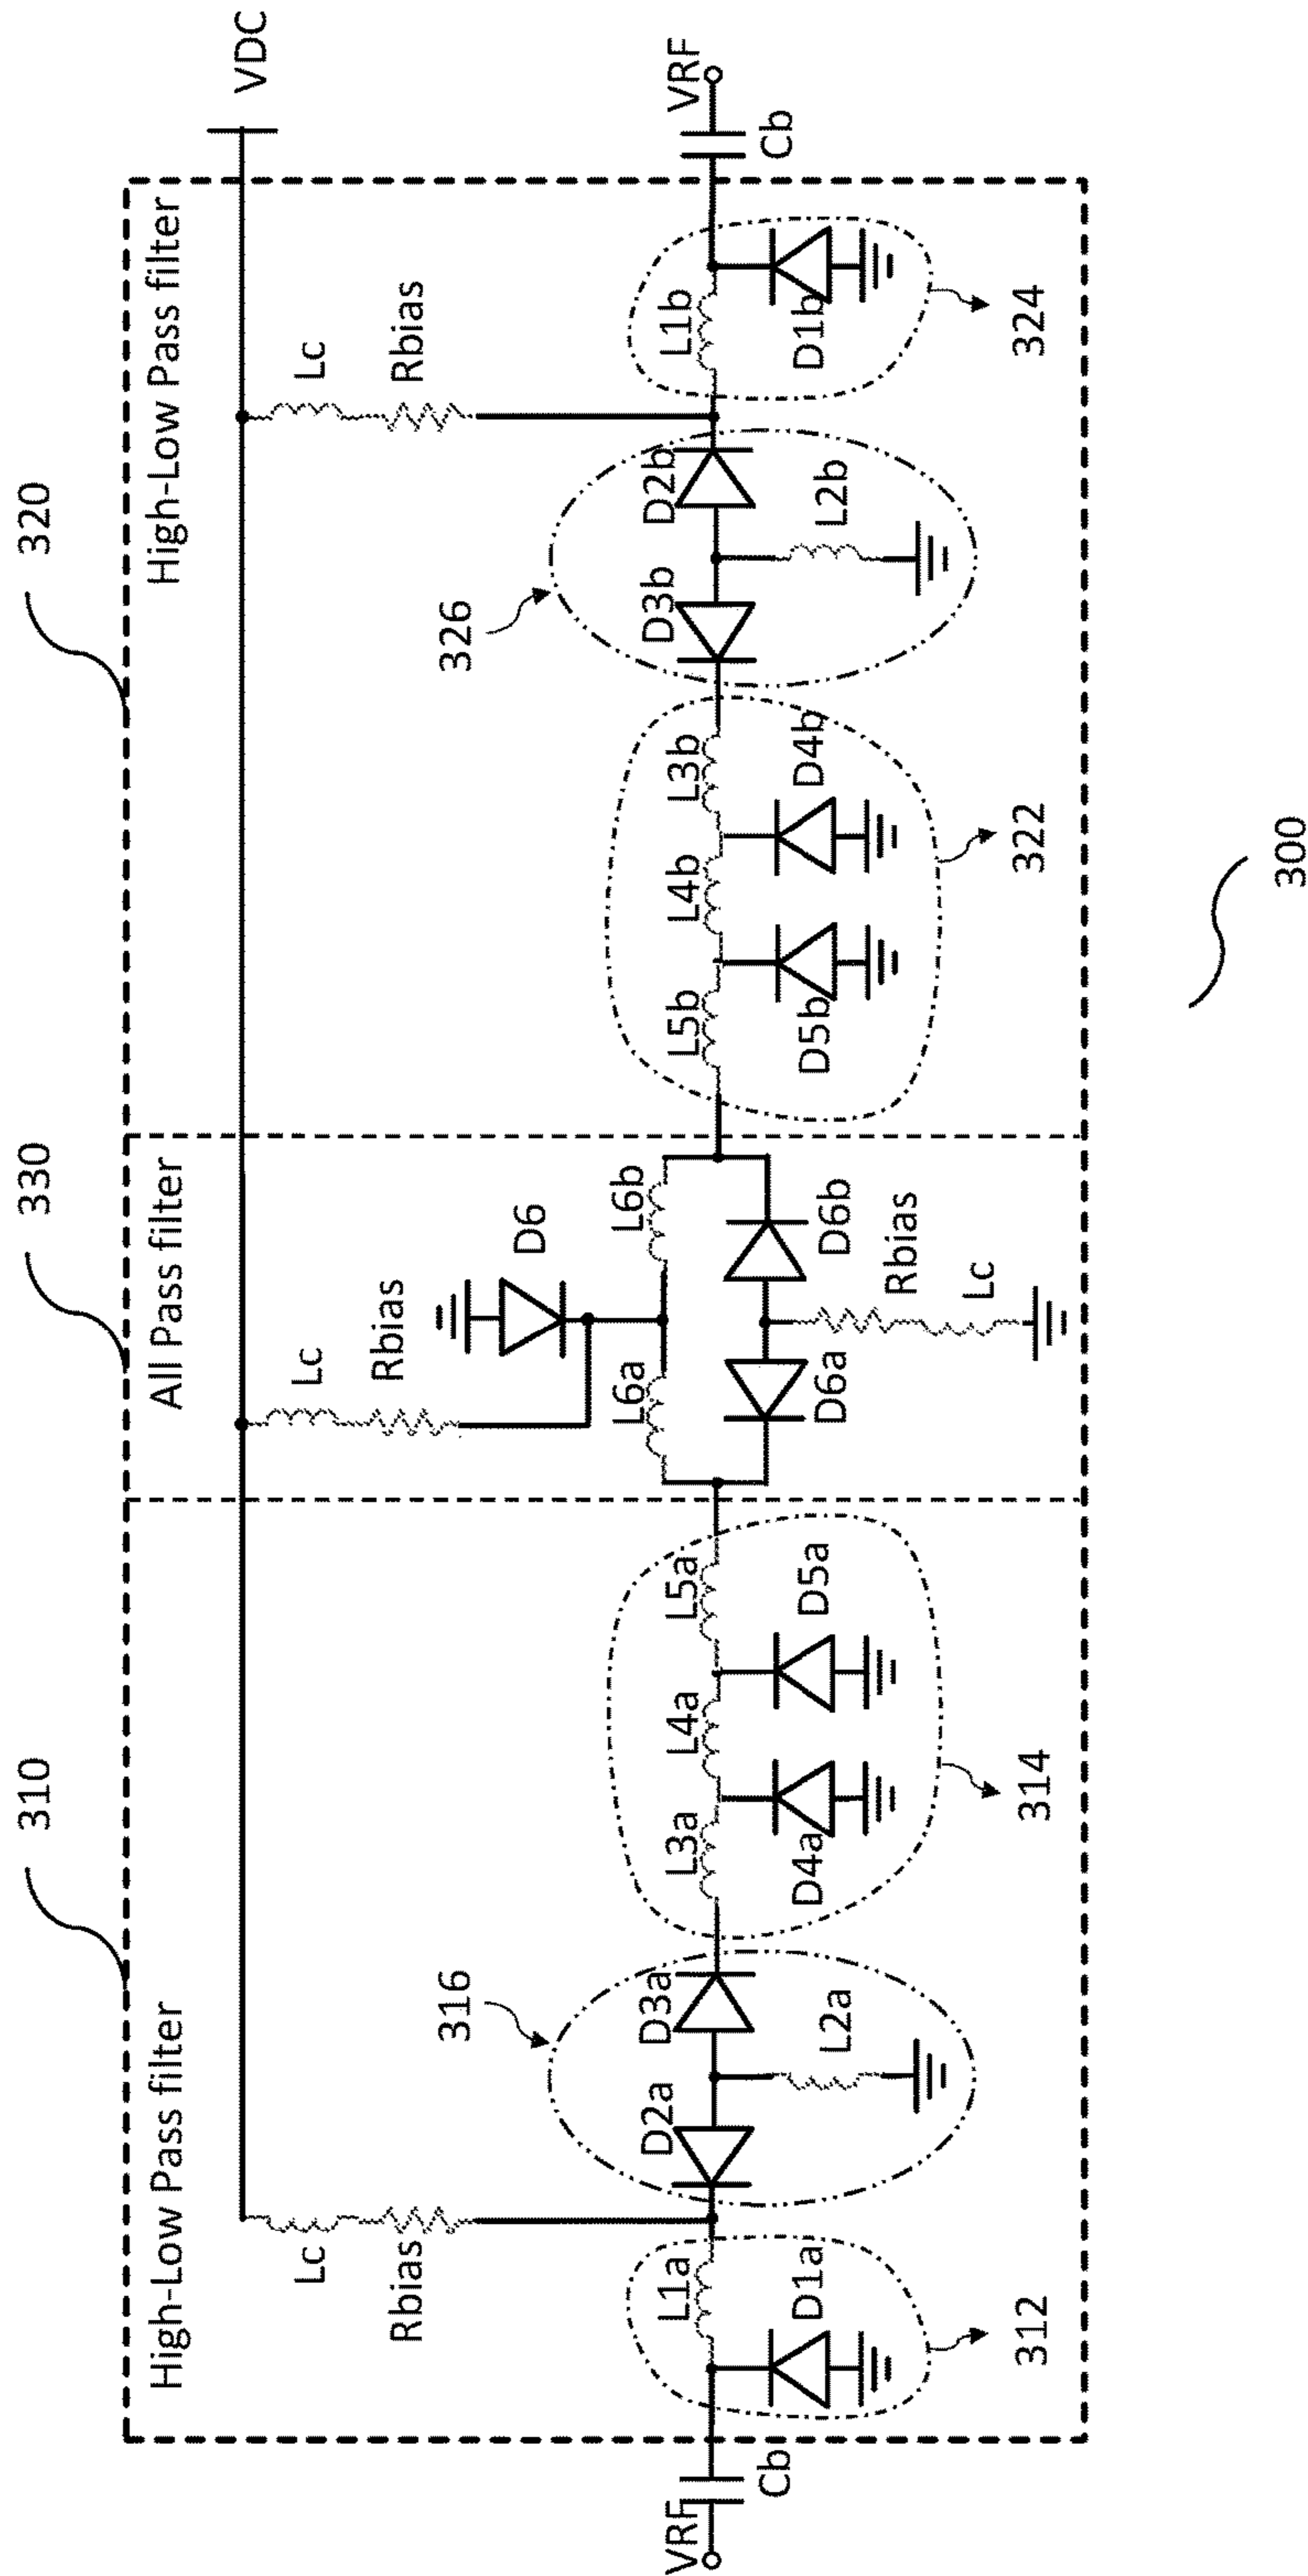 310
330
320
High-Low Pass filter
All Pass filter
High-Low Pass filter
VDC
Lc
Rbias
Lc
Rbias
D6
Lc
Rbias
316
326
VRF
Cb
L1a
D1a
D2a
D3a
L2a
L3a
L4a
L5a
D4a
D5a
L6a
L6b
D6a
D6b
Rbias
Lc
L5b
L4b
L3b
D5b
D4b
D3b
D2b
L2b
L1b
D1b
VRF
Cb
312
314
322
324
300